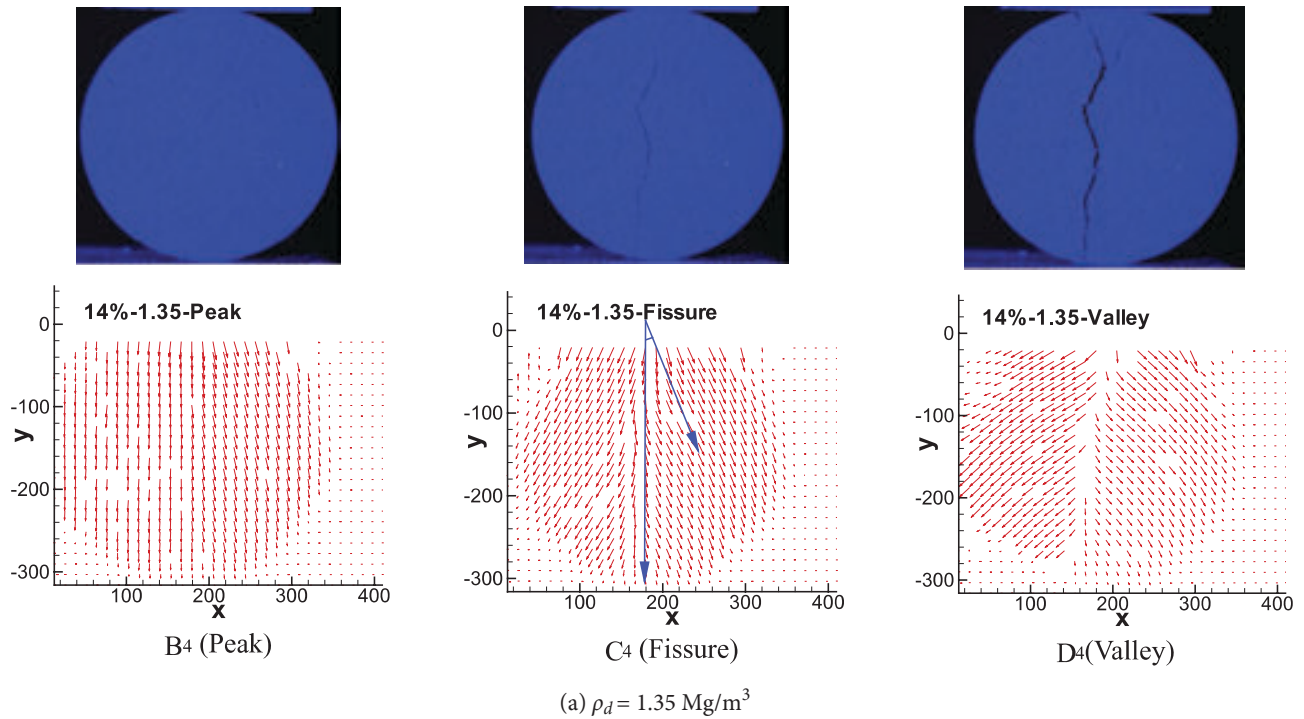 14%-1.35-Peak
0
-100
-200
-300
y
100
200
300
400
x
B4 (Peak)
14%-1.35-Fissure
0
-100
-200
-300
y
100
200
300
400
x
C4 (Fissure)
14%-1.35-Valley
0
-100
-200
-300
y
100
200
300
400
x
D4(Valley)
(a) ρd = 1.35 Mg/m³